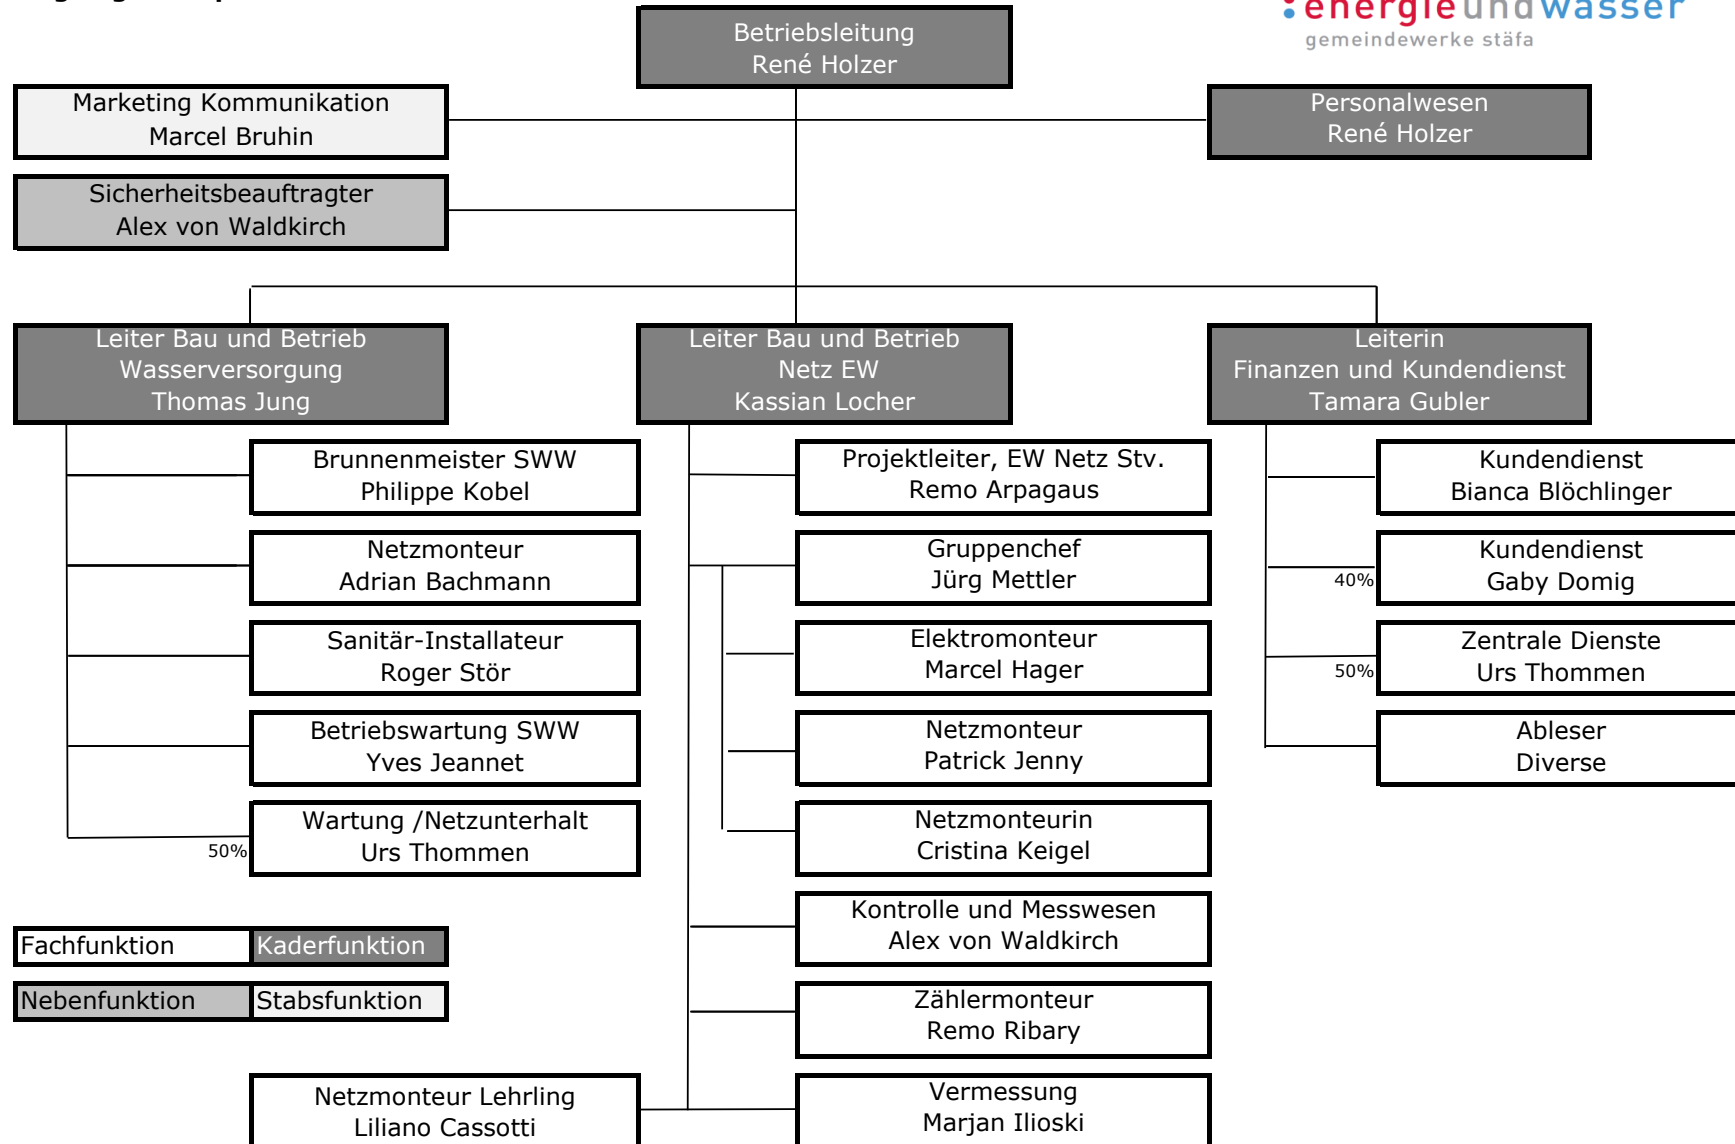 :energieundwasser
gemeindewerke stäfa
Betriebsleitung
René Holzer
Marketing Kommunikation
Marcel Bruhin
Personalwesen
René Holzer
Sicherheitsbeauftragter
Alex von Waldkirch
Leiter Bau und Betrieb
Wasserversorgung
Thomas Jung
Leiter Bau und Betrieb
Netz EW
Kassian Locher
Leiterin
Finanzen und Kundendienst
Tamara Gubler
Brunnenmeister SWW
Philippe Kobel
Netzmonteur
Adrian Bachmann
Sanitär-Installateur
Roger Stör
Betriebswartung SWW
Yves Jeannet
50%
Wartung /Netzunterhalt
Urs Thommen
Projektleiter, EW Netz Stv.
Remo Arpagaus
Gruppenchef
Jürg Mettler
Elektromonteur
Marcel Hager
Netzmonteur
Patrick Jenny
Netzmonteurin
Cristina Keigel
Kontrolle und Messwesen
Alex von Waldkirch
Zählermonteur
Remo Ribary
Vermessung
Marjan Ilioski
Netzmonteur Lehrling
Liliano Cassotti
Kundendienst
Bianca Blöchlinger
40%
Kundendienst
Gaby Domig
50%
Zentrale Dienste
Urs Thommen
Ableser
Diverse
Fachfunktion
Kaderfunktion
Nebenfunktion
Stabsfunktion